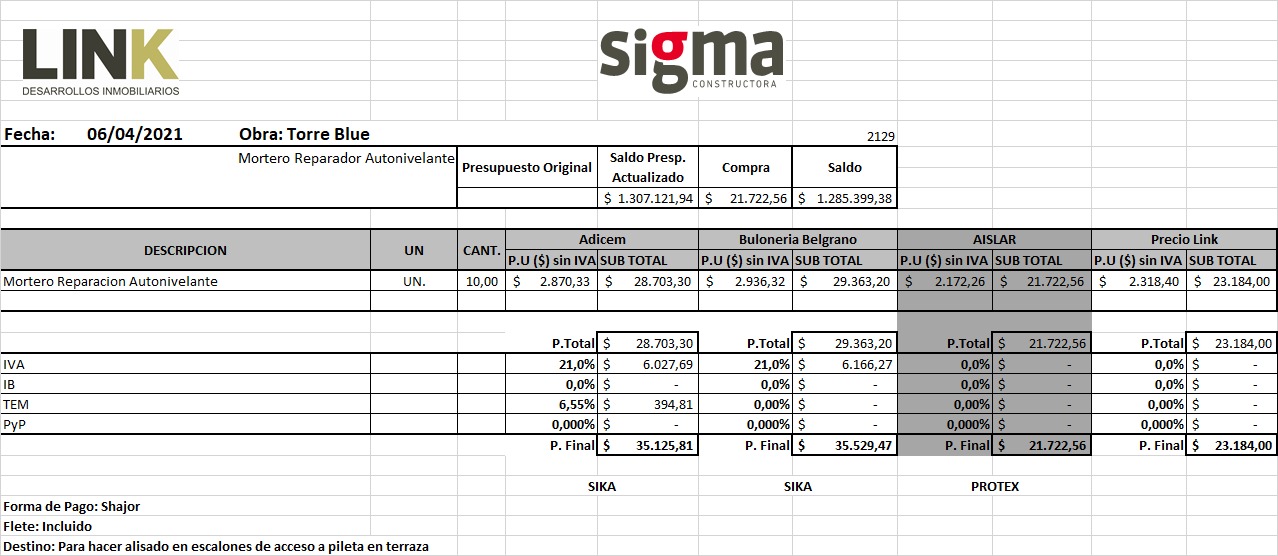 LINK
DESARROLLOS INMOBILIARIOS
sigma
CONSTRUCTORA
Fecha: 06/04/2021 Obra: Torre Blue 2129
Mortero Reparador Autonivelante Presupuesto Original Saldo Presp. Actualizado Compra Saldo
$ 1.307.121,94 $ 21.722,56 $ 1.285.399,38
DESCRIPCION UN CANT. Adicem Buloneria Belgrano AISLAR Precio Link
P.U ($) sin IVA SUB TOTAL P.U ($) sin IVA SUB TOTAL P.U ($) sin IVA SUB TOTAL P.U ($) sin IVA SUB TOTAL
Mortero Reparacion Autonivelante UN. 10,00 $ 2.870,33 $ 28.703,30 $ 2.936,32 $ 29.363,20 $ 2.172,26 $ 21.722,56 $ 2.318,40 $ 23.184,00
P.Total $ 28.703,30 P.Total $ 29.363,20 P.Total $ 21.722,56 P.Total $ 23.184,00
IVA 21,0% $ 6.027,69 21,0% $ 6.166,27 0,0% $ - 0,0% $ -
IB 0,0% $ - 0,0% $ - 0,0% $ - 0,0% $ -
TEM 6,55% $ 394,81 0,00% $ - 0,00% $ - 0,00% $ -
PyP 0,000% $ - 0,000% $ - 0,000% $ - 0,000% $ -
P. Final $ 35.125,81 P. Final $ 35.529,47 P. Final $ 21.722,56 P. Final $ 23.184,00
SIKA SIKA PROTEX
Forma de Pago: Shajor
Flete: Incluido
Destino: Para hacer alisado en escalones de acceso a pileta en terraza